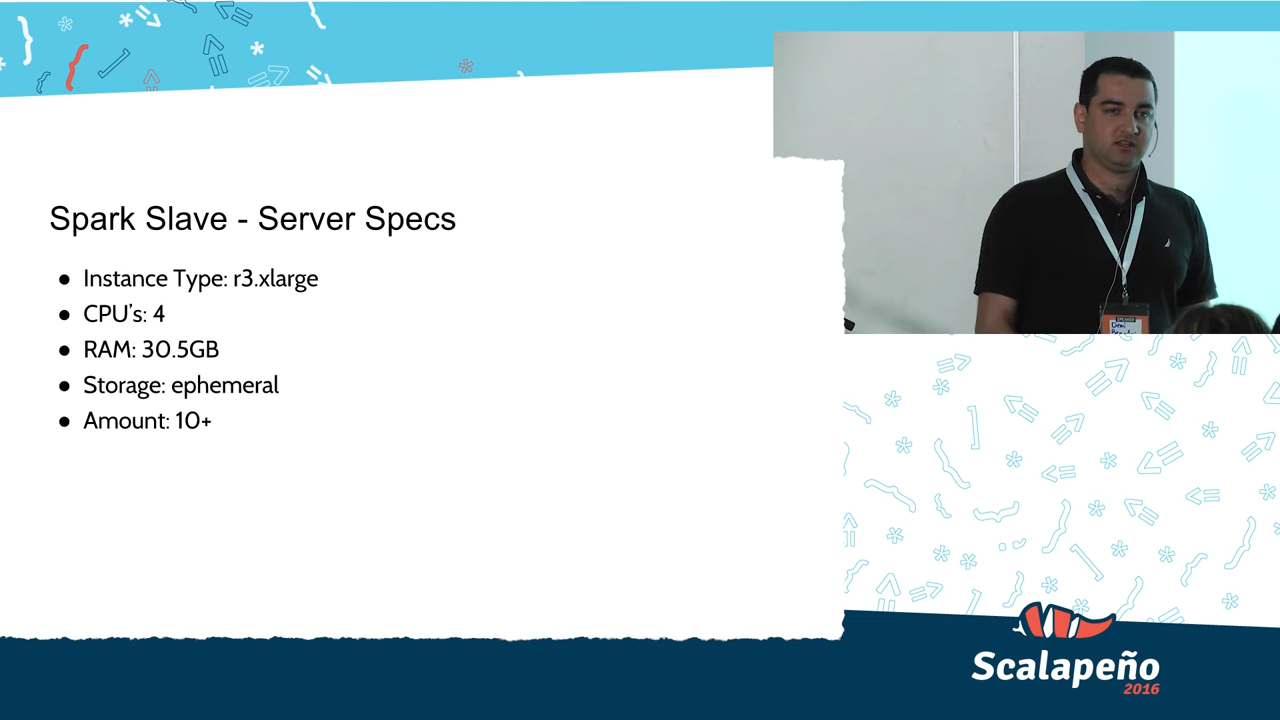 Spark Slave - Server Specs
● Instance Type: r3.xlarge
● CPU's: 4
● RAM: 30.5GB
● Storage: ephemeral
● Amount: 10+
SPEAKER
Scalapeño
2016